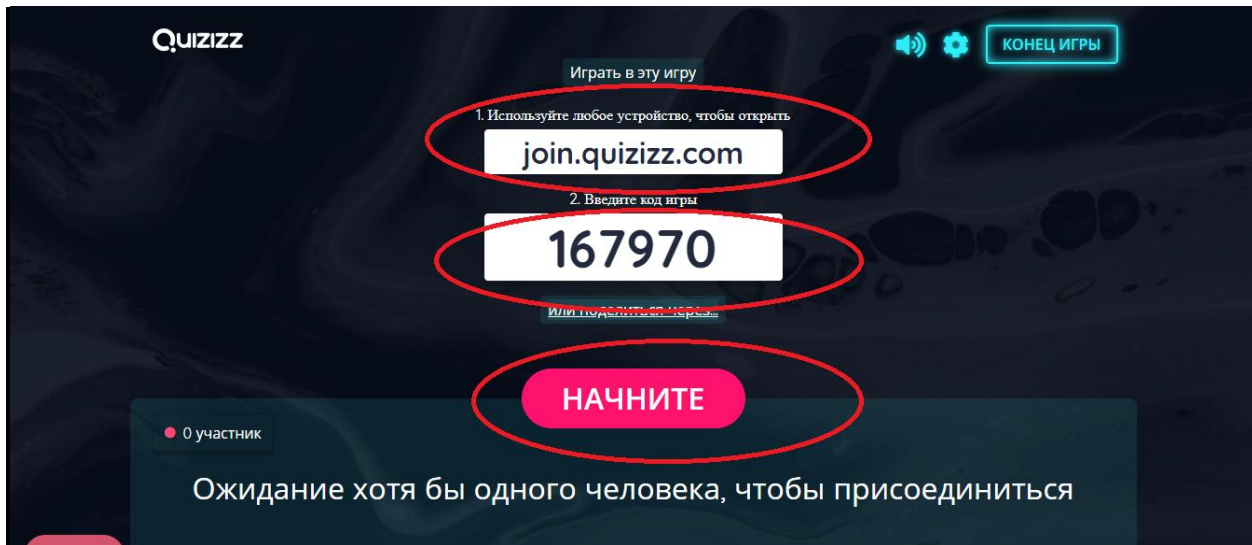 Quizizz
КОНЕЦ ИГРЫ
Играть в эту игру
1. Используйте любое устройство, чтобы открыть
join.quizizz.com
2. Введите код игры
167970
или поделиться через...
НАЧНИТЕ
0 участник
Ожидание хотя бы одного человека, чтобы присоединиться